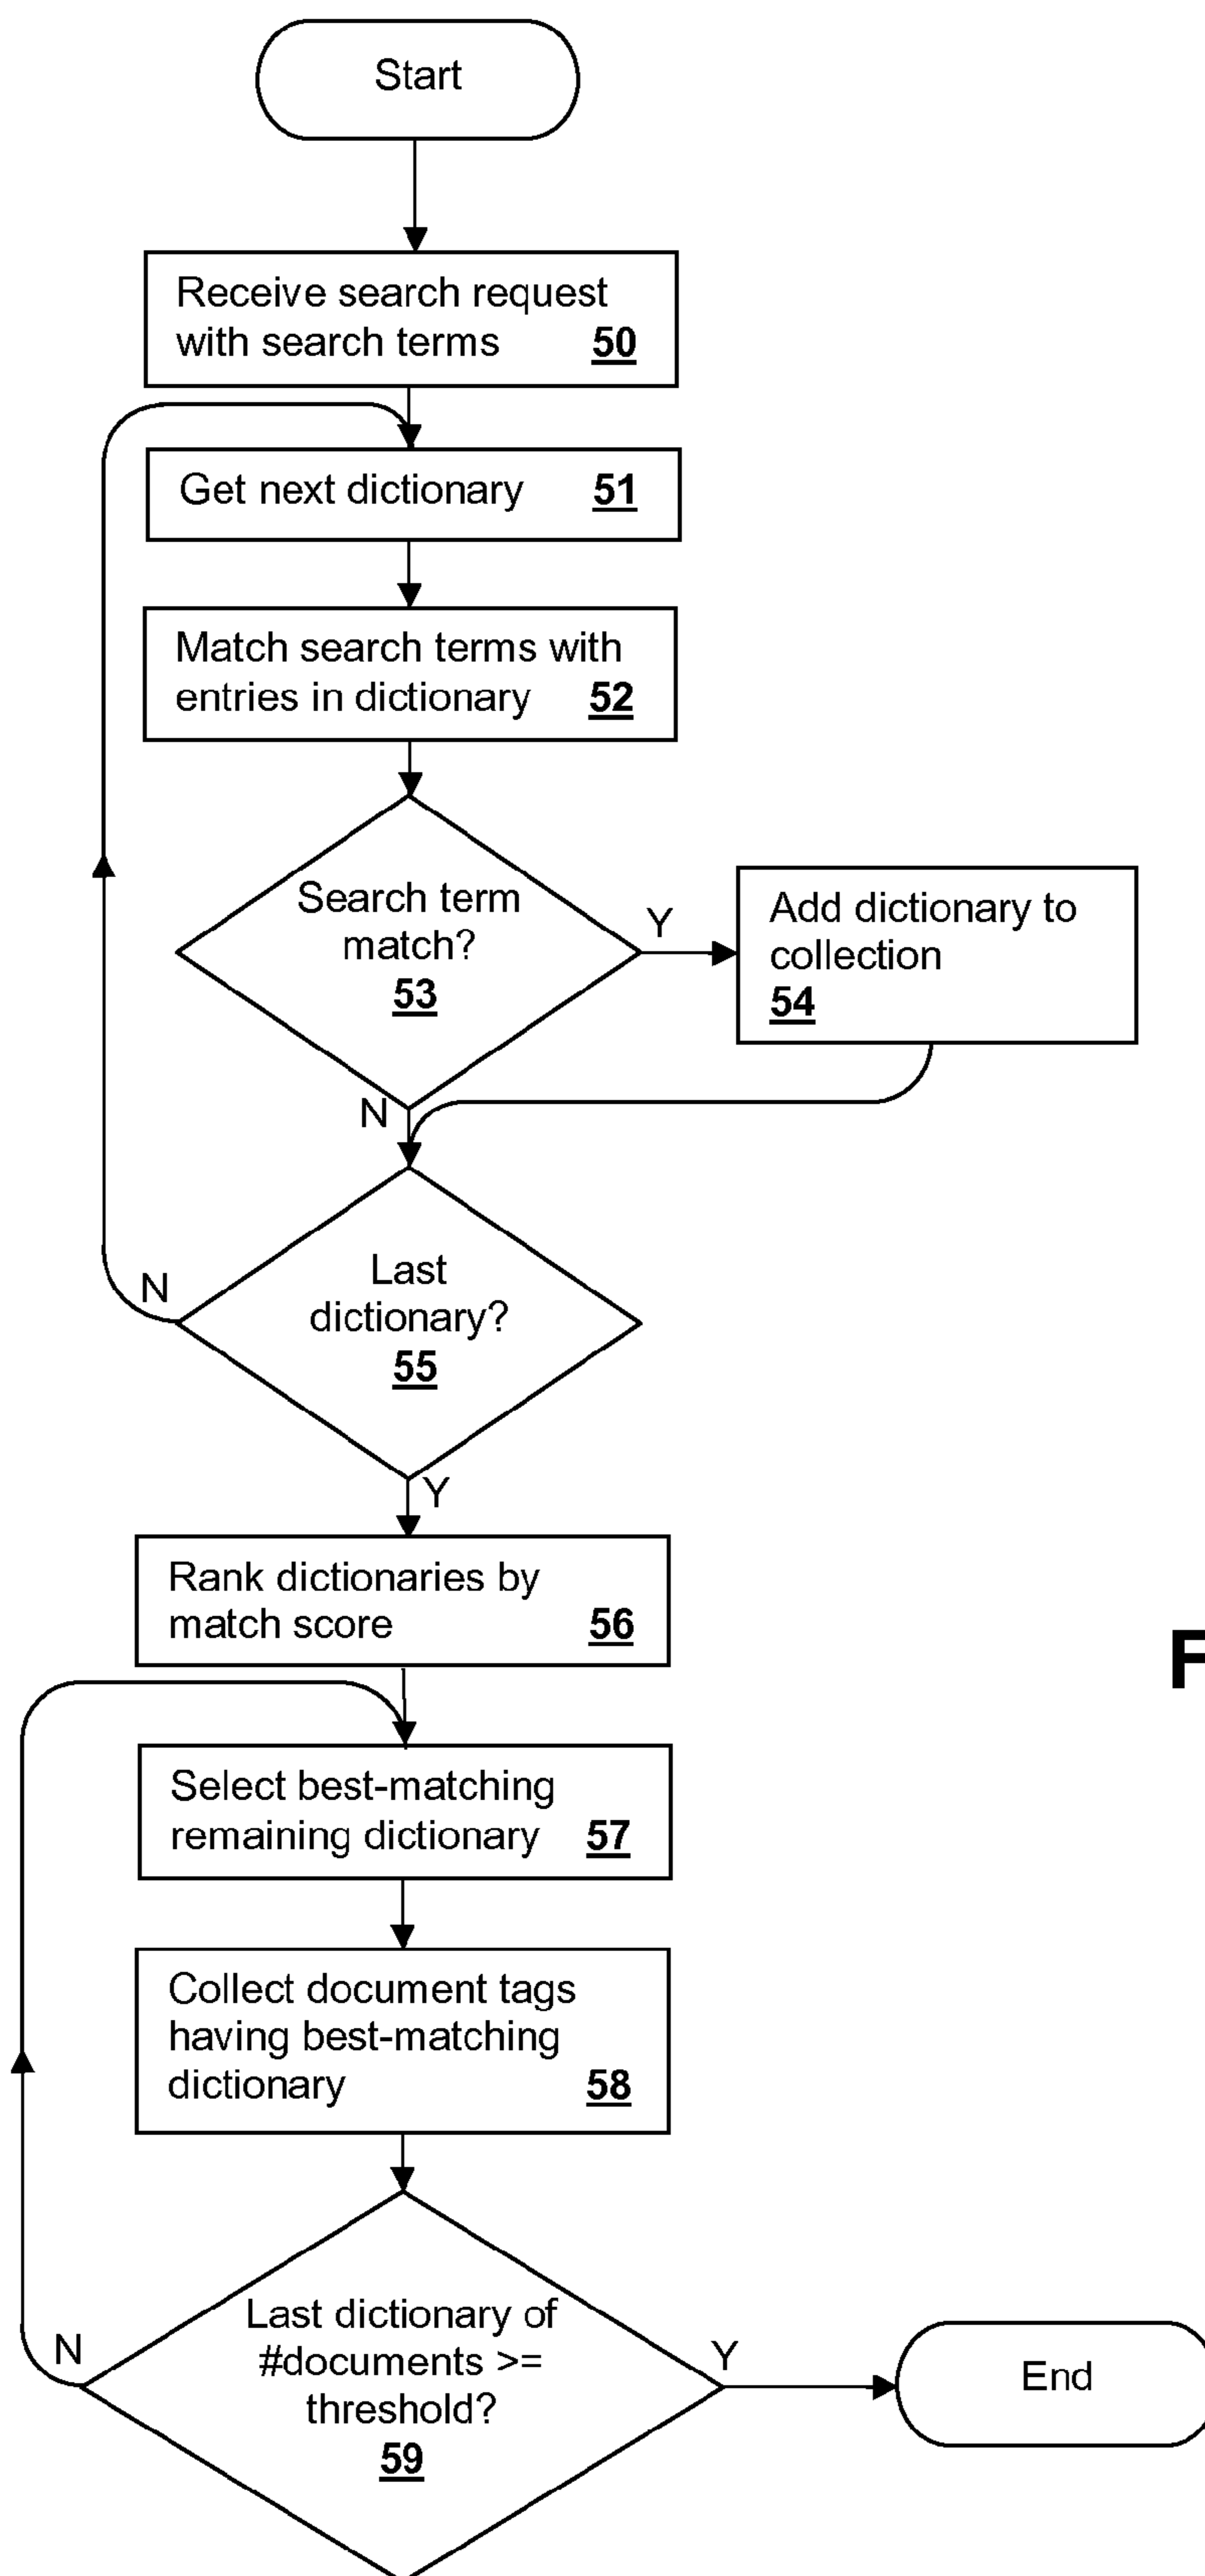 Start
Receive search request
with search terms 50
Get next dictionary 51
Match search terms with
entries in dictionary 52
Search term
match?
53
Y
Add dictionary to
collection
54
N
Last
dictionary?
55
N
Y
Rank dictionaries by
match score 56
F
Select best-matching
remaining dictionary 57
Collect document tags
having best-matching
dictionary 58
Last dictionary of
#documents >=
threshold?
59
N
Y
End